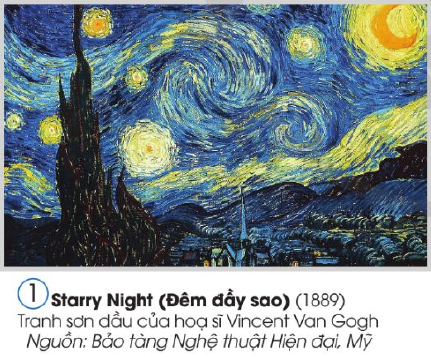 1 Starry Night (Đêm đầy sao) (1889)
Tranh sơn dầu của hoạ sĩ Vincent Van Gogh
Nguồn: Bảo tàng Nghệ thuật Hiện đại, Mỹ